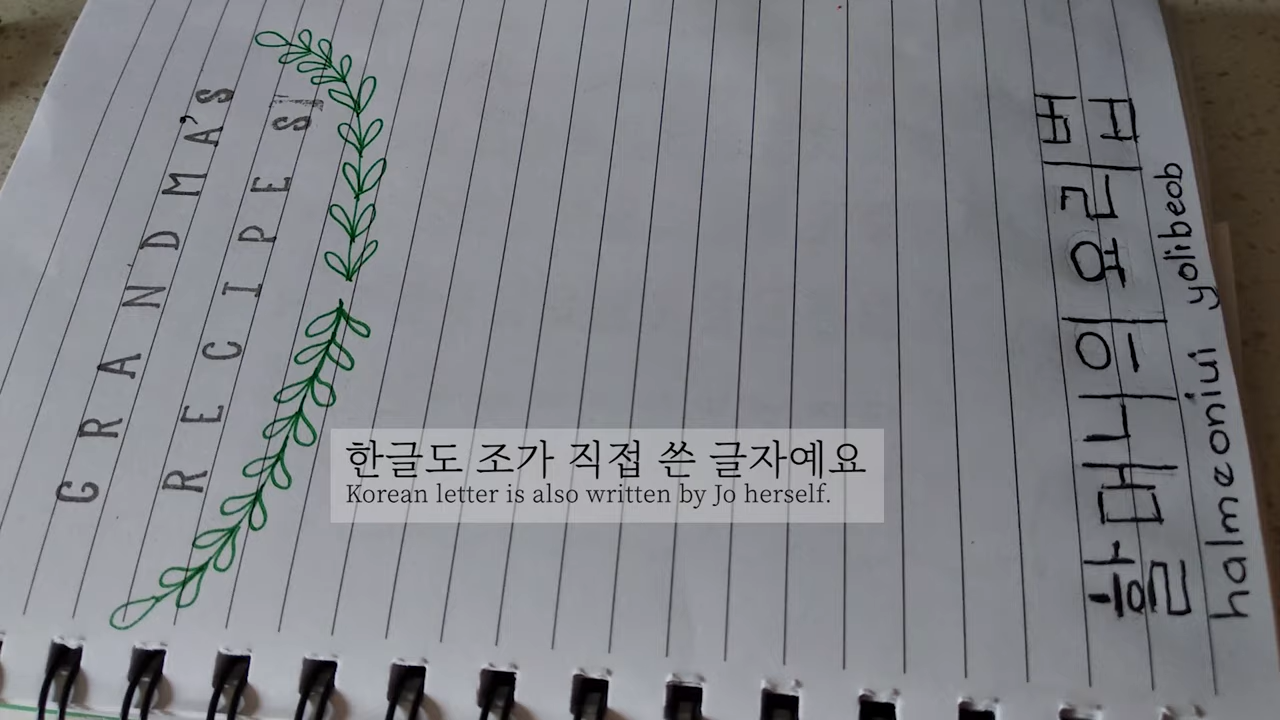 GRANDMA'S
RECIPES
한글도 조가 직접 쓴 글자예요
Korean letter is also written by Jo herself.
할머니의 요리법
halmeoniui yolibeob